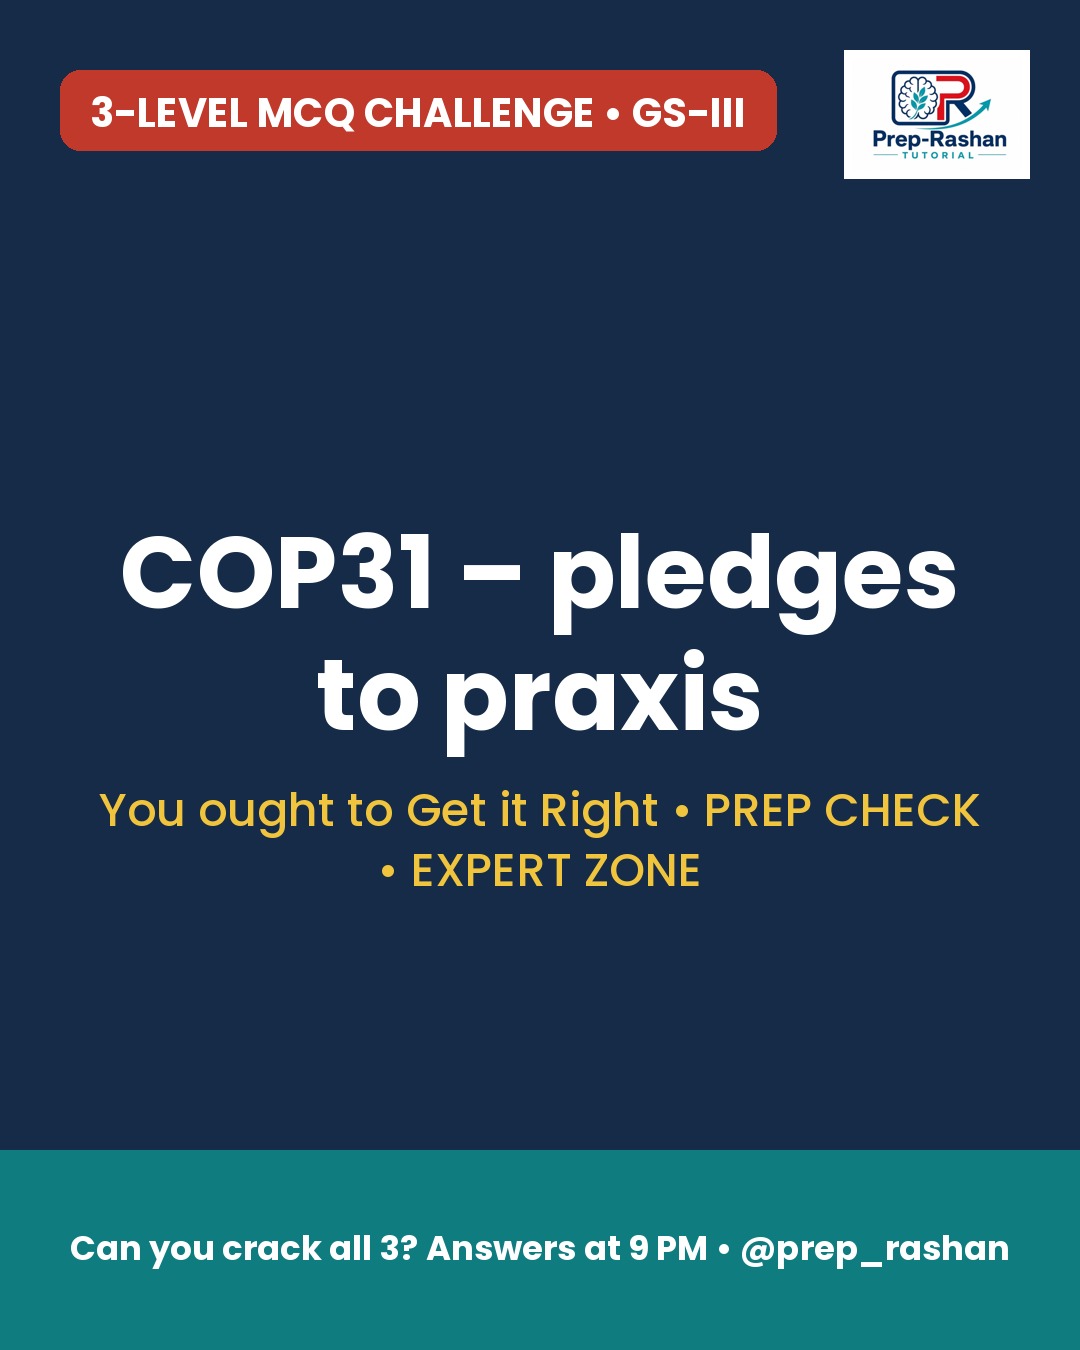 3-LEVEL MCQ CHALLENGE • GS-III
Prep-Rashan
TUTORIAL
COP31 – pledges
to praxis
You ought to Get it Right • PREP CHECK
• EXPERT ZONE
Can you crack all 3? Answers at 9 PM • @prep_rashan